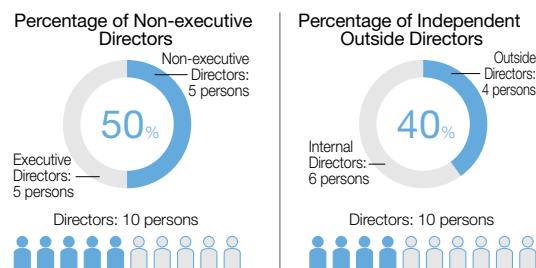 Percentage of Non-executive
Directors
Non-executive
Directors:
5 persons
50%
Executive
Directors:
5 persons
Directors: 10 persons
Percentage of Independent
Outside Directors
Outside
Directors:
4 persons
40%
Internal
Directors:
6 persons
Directors: 10 persons